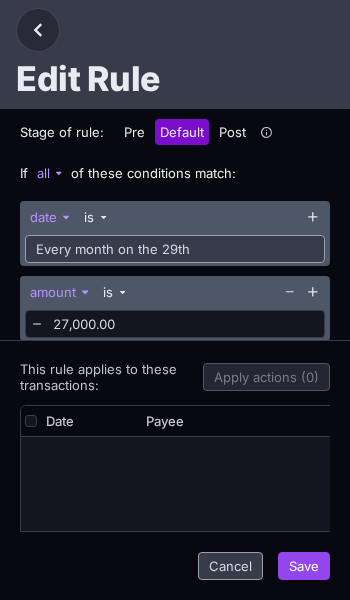 Edit Rule
Stage of rule: Pre Default Post
If all of these conditions match:
date is +
Every month on the 29th
amount is − +
− 27,000.00
This rule applies to these
transactions:
Apply actions (0)
Date Payee
Cancel Save